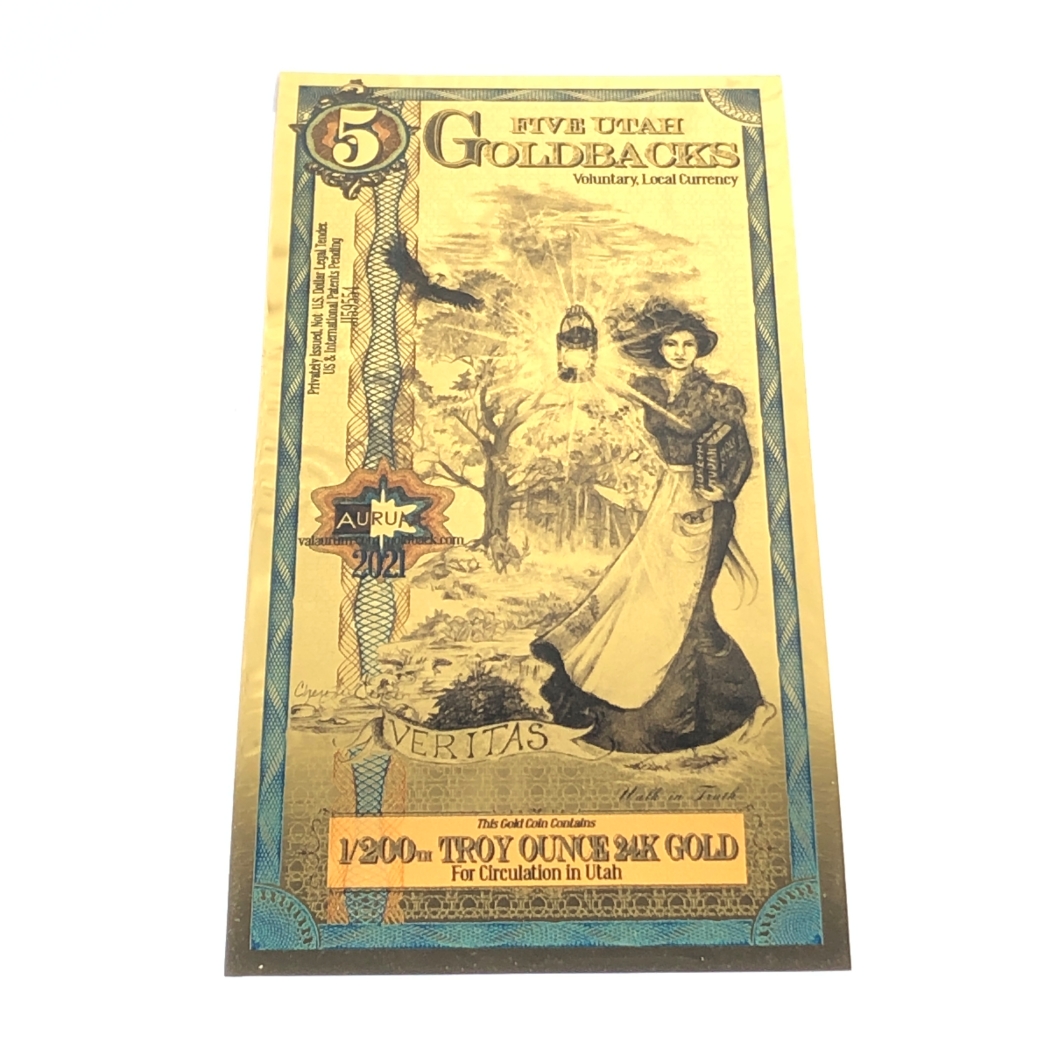 5
FIVE UTAH
GOLDBACKS
Voluntary, Local Currency
Privately Issued, Not U.S. Dollar Legal Tender.
US & International Patents Pending
AURUM
2021
VERITAS
Walk in Truth
This Gold Coin Contains
1/200TH TROY OUNCE 24K GOLD
For Circulation in Utah